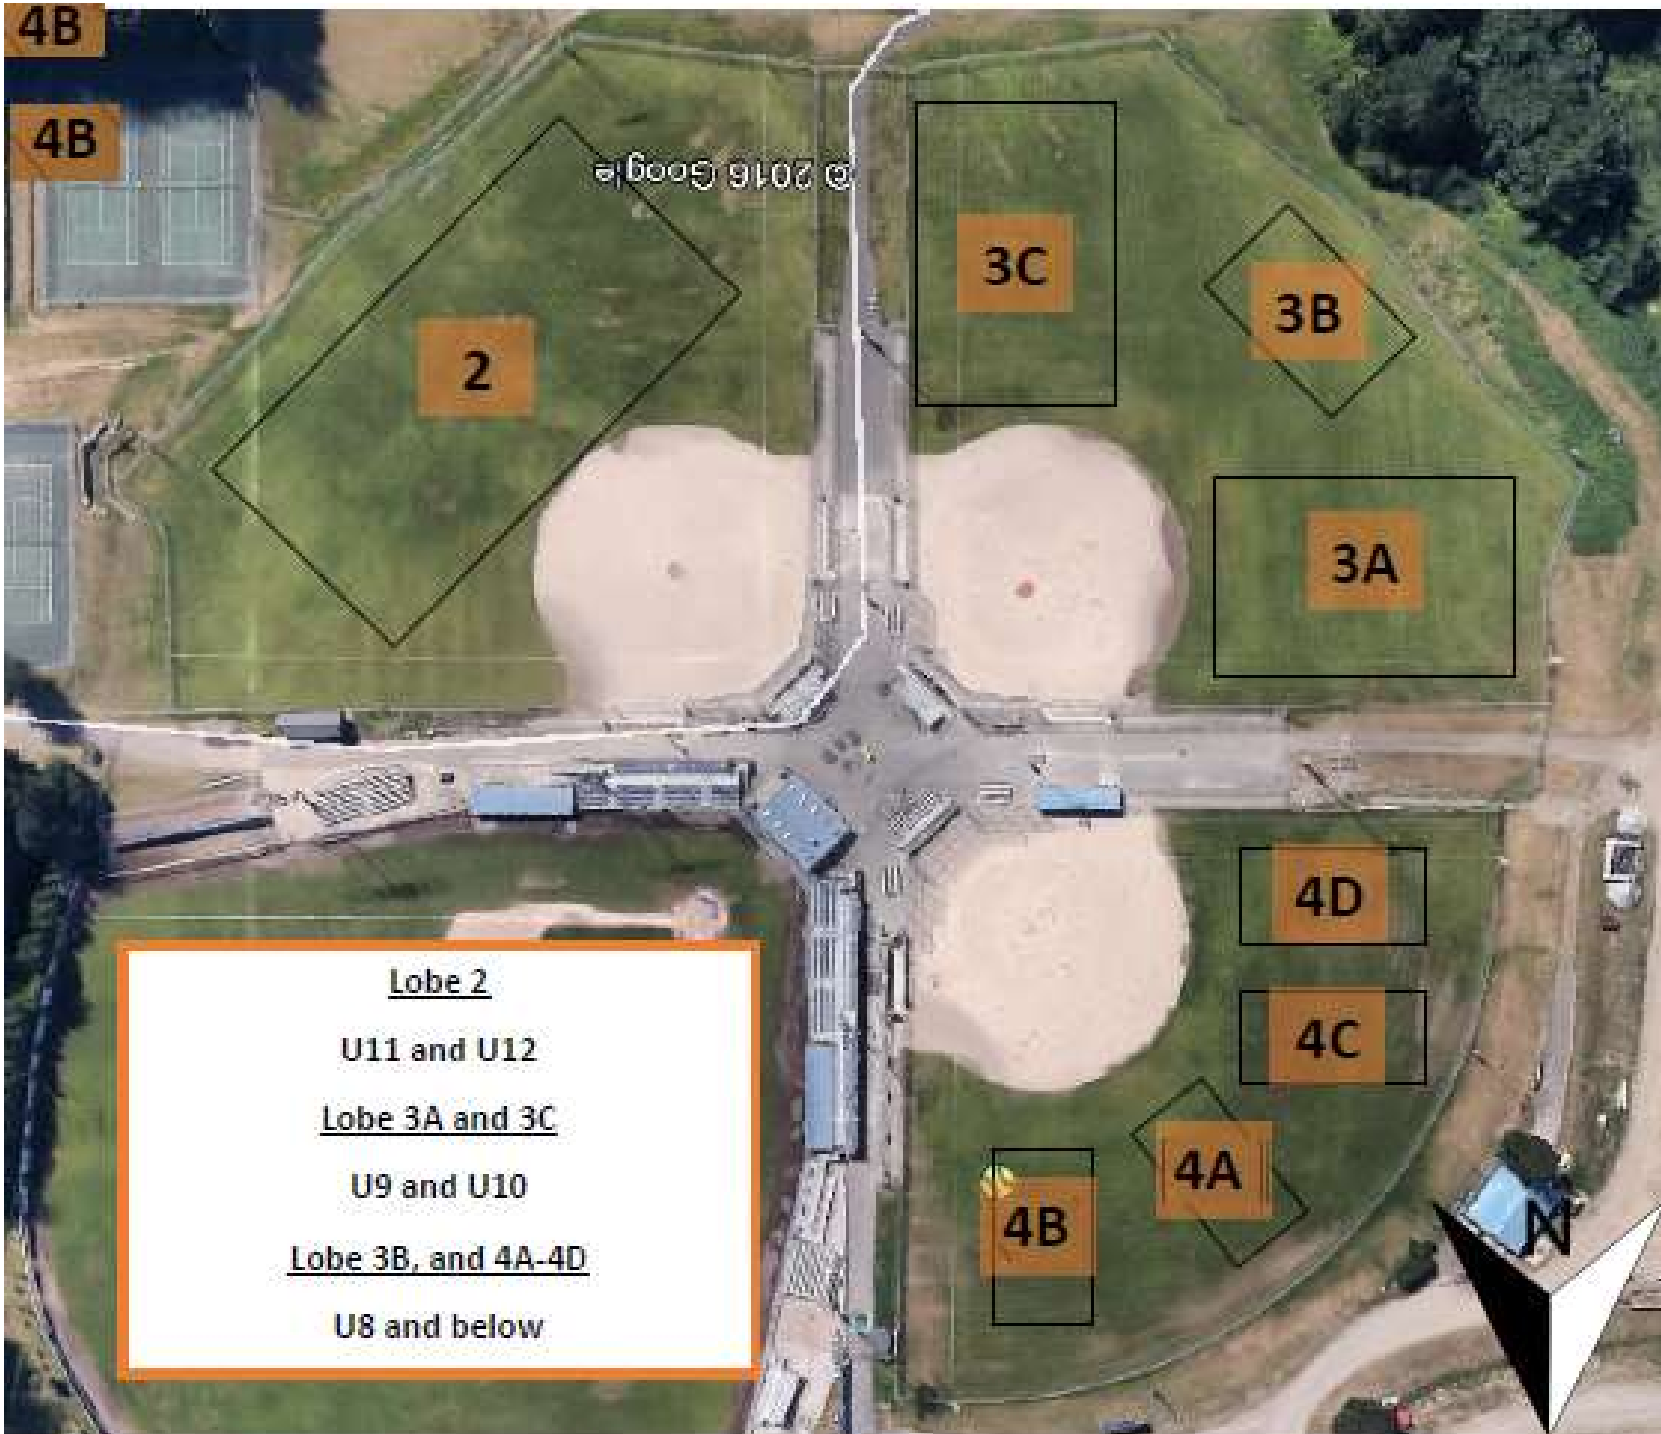 4B
4B
© 2016 Google
3C
3B
2
3A
4D
4C
4A
4B
N
Lobe 2
U11 and U12
Lobe 3A and 3C
U9 and U10
Lobe 3B, and 4A-4D
U8 and below